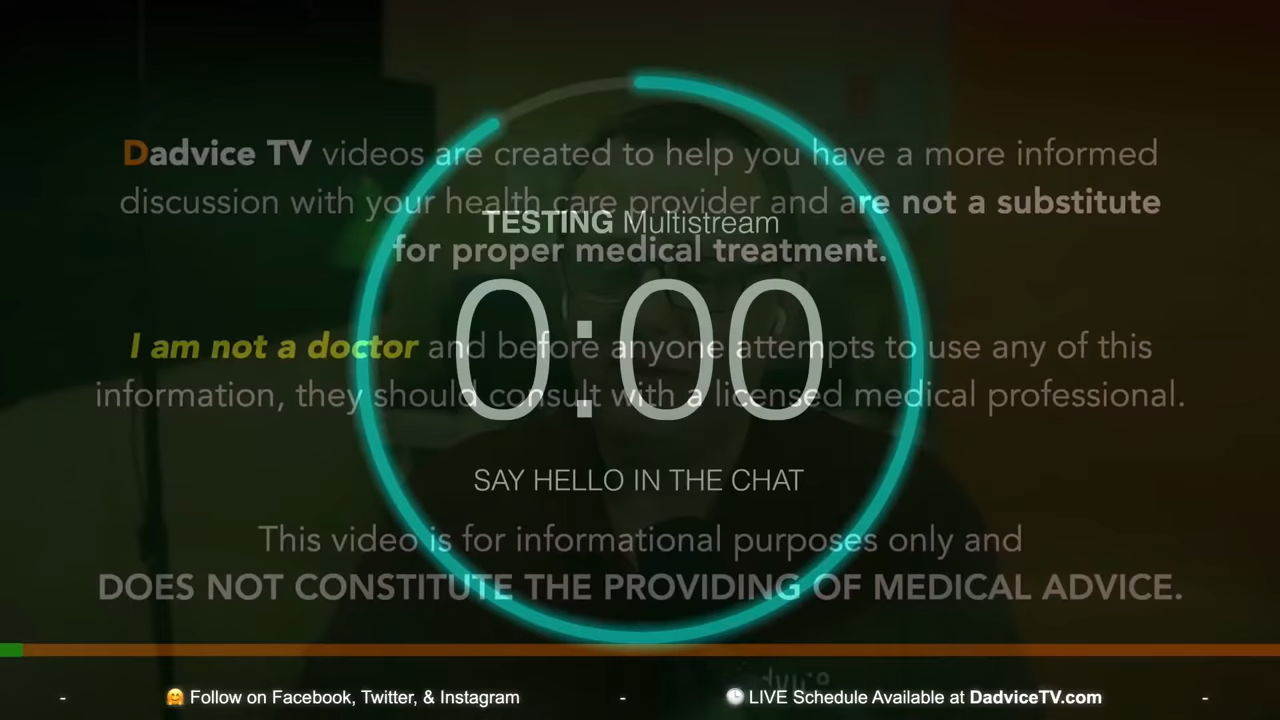 Dadvice TV videos are created to help you have a more informed
discussion with your health care provider and are not a substitute
TESTING Multistream
for proper medical treatment.
0:00
I am not a doctor and before anyone attempts to use any of this
information, they should consult with a licensed medical professional.
SAY HELLO IN THE CHAT
This video is for informational purposes only and
DOES NOT CONSTITUTE THE PROVIDING OF MEDICAL ADVICE.
- 🤗 Follow on Facebook, Twitter, & Instagram - 🕒 LIVE Schedule Available at DadviceTV.com -